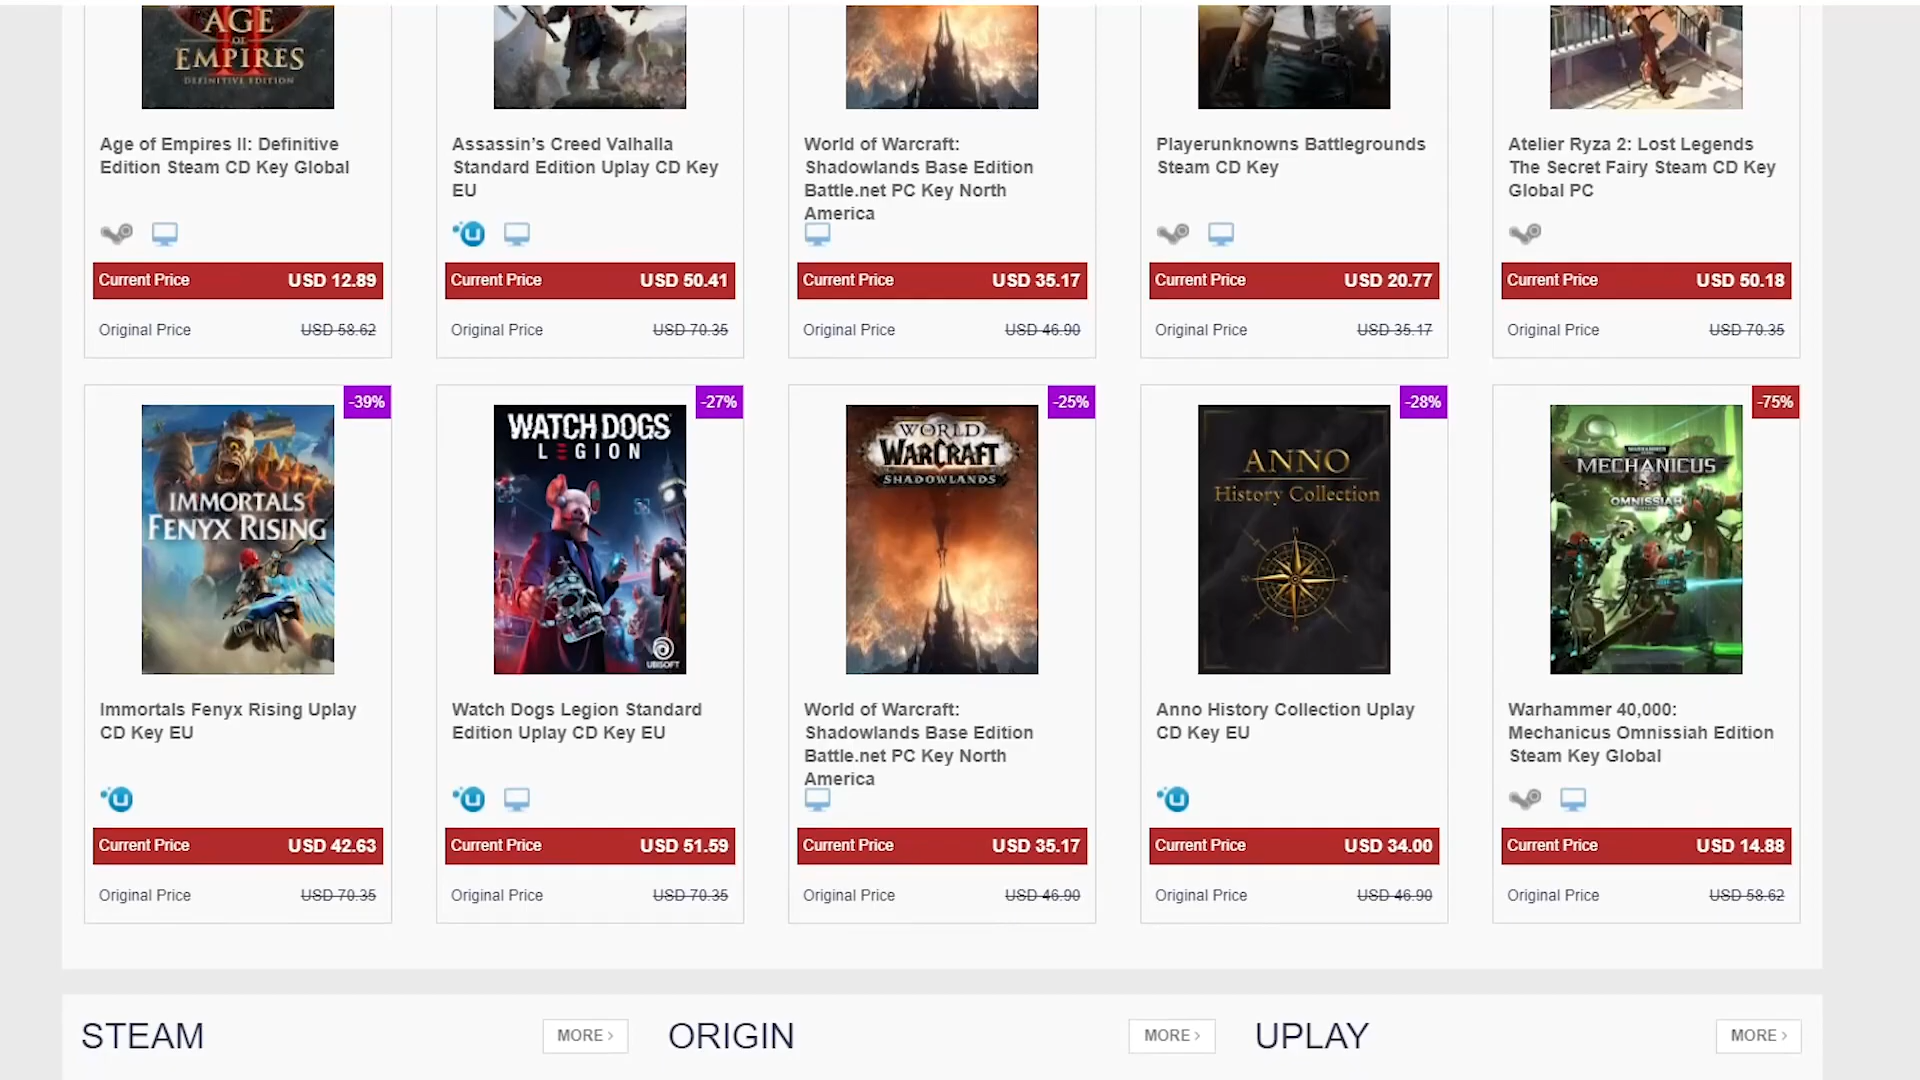 AGE
OF
EMPIRES
II
DEFINITIVE EDITION
Age of Empires II: Definitive
Edition Steam CD Key Global
Current Price USD 12.89
Original Price USD 58.62
Assassin’s Creed Valhalla
Standard Edition Uplay CD Key
EU
Current Price USD 50.41
Original Price USD 70.35
World of Warcraft:
Shadowlands Base Edition
Battle.net PC Key North
America
Current Price USD 35.17
Original Price USD 46.90
Playerunknowns Battlegrounds
Steam CD Key
Current Price USD 20.77
Original Price USD 35.17
Atelier Ryza 2: Lost Legends
The Secret Fairy Steam CD Key
Global PC
Current Price USD 50.18
Original Price USD 70.35
-39%
IMMORTALS
FENYX RISING
Immortals Fenyx Rising Uplay
CD Key EU
Current Price USD 42.63
Original Price USD 70.35
-27%
WATCH DOGS
LEGION
UBISOFT
Watch Dogs Legion Standard
Edition Uplay CD Key EU
Current Price USD 51.59
Original Price USD 70.35
-25%
WORLD
OF
WARCRAFT
SHADOWLANDS
World of Warcraft:
Shadowlands Base Edition
Battle.net PC Key North
America
Current Price USD 35.17
Original Price USD 46.90
-28%
ANNO
History Collection
Anno History Collection Uplay
CD Key EU
Current Price USD 34.00
Original Price USD 46.90
-75%
WARHAMMER
MECHANICUS
OMNISSIAH
Warhammer 40,000:
Mechanicus Omnissiah Edition
Steam Key Global
Current Price USD 14.88
Original Price USD 58.62
STEAM
MORE >
ORIGIN
MORE >
UPLAY
MORE >